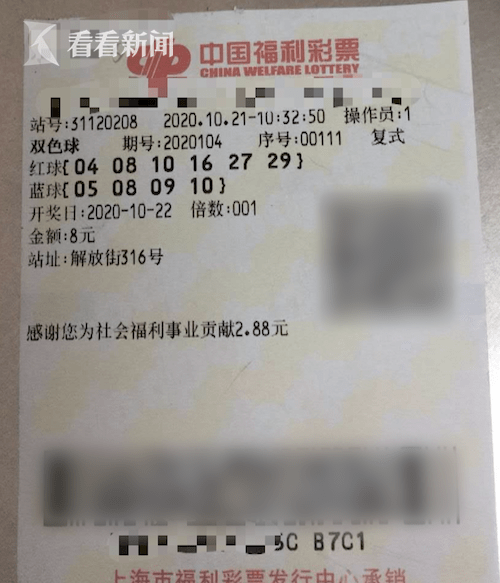 看看新闻
中国福利彩票
CHINA WELFARE LOTTERY
站号:31120208 2020.10.21-10:32:50 操作员:1
双色球 期号:2020104 序号:00111 复式
红球{04 08 10 16 27 29}
蓝球{05 08 09 10}
开奖日:2020-10-22 倍数:001
金额:8元
站址:解放街316号
感谢您为社会福利事业贡献2.88元
5C B7C1
上海市福利彩票发行中心承销